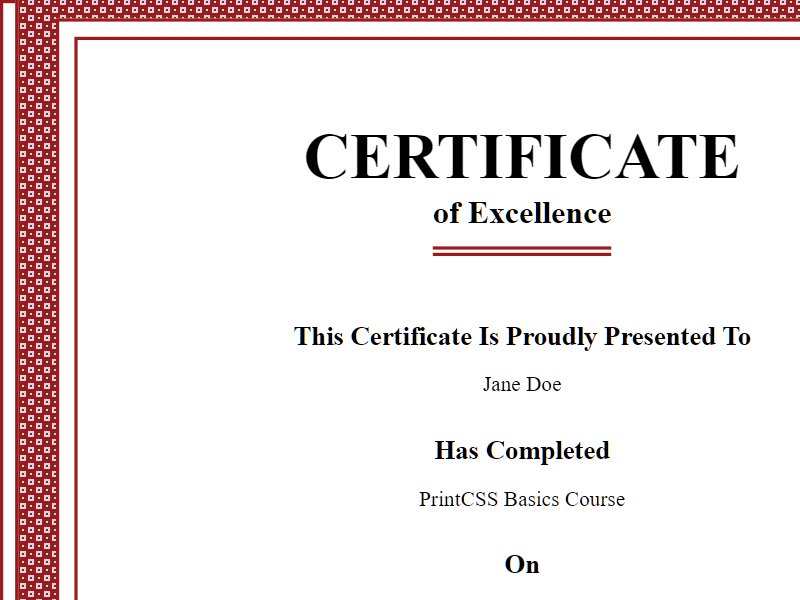 CERTIFICATE
of Excellence
This Certificate Is Proudly Presented To
Jane Doe
Has Completed
PrintCSS Basics Course
On